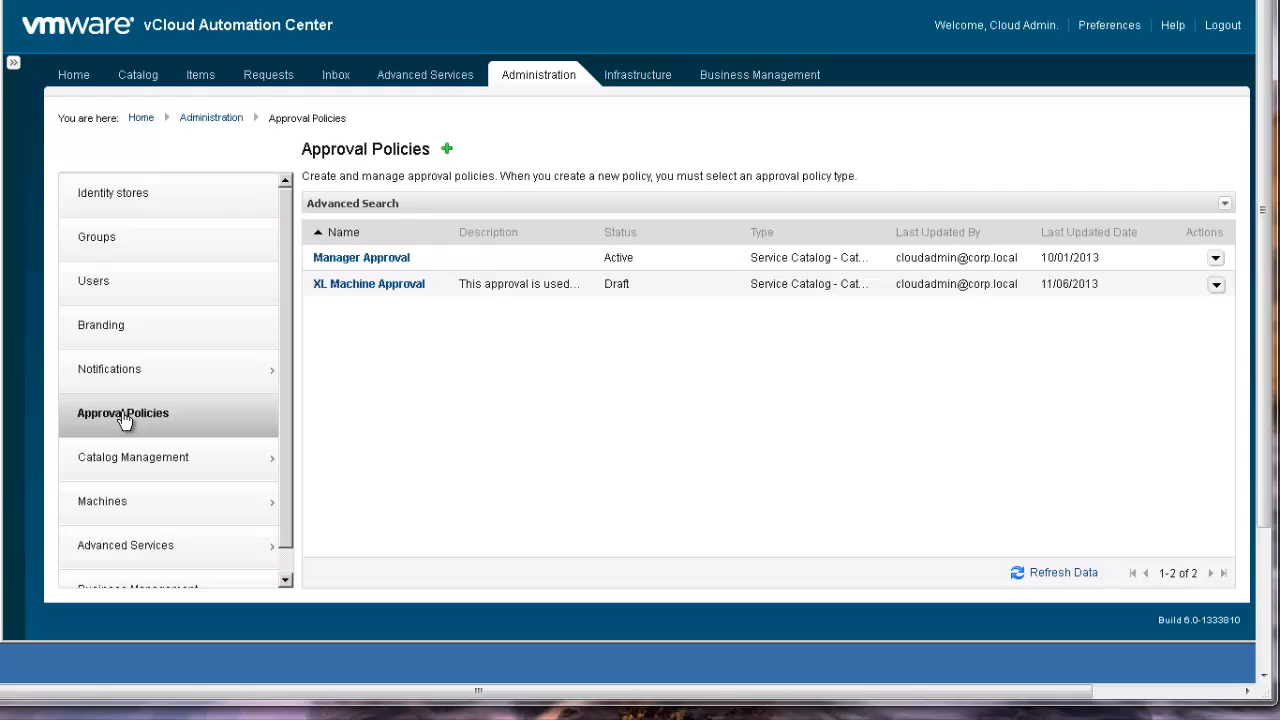 vmware vCloud Automation Center
Welcome, Cloud Admin. Preferences Help Logout
Home Catalog Items Requests Inbox Advanced Services Administration Infrastructure Business Management
You are here: Home Administration Approval Policies
Approval Policies
Create and manage approval policies. When you create a new policy, you must select an approval policy type.
Advanced Search
Name Description Status Type Last Updated By Last Updated Date Actions
Manager Approval Active Service Catalog - Cat... cloudadmin@corp.local 10/01/2013
XL Machine Approval This approval is used... Draft Service Catalog - Cat... cloudadmin@corp.local 11/06/2013
Identity stores
Groups
Users
Branding
Notifications
Approval Policies
Catalog Management
Machines
Advanced Services
Business Management
Refresh Data 1-2 of 2
Build 6.0-1333810